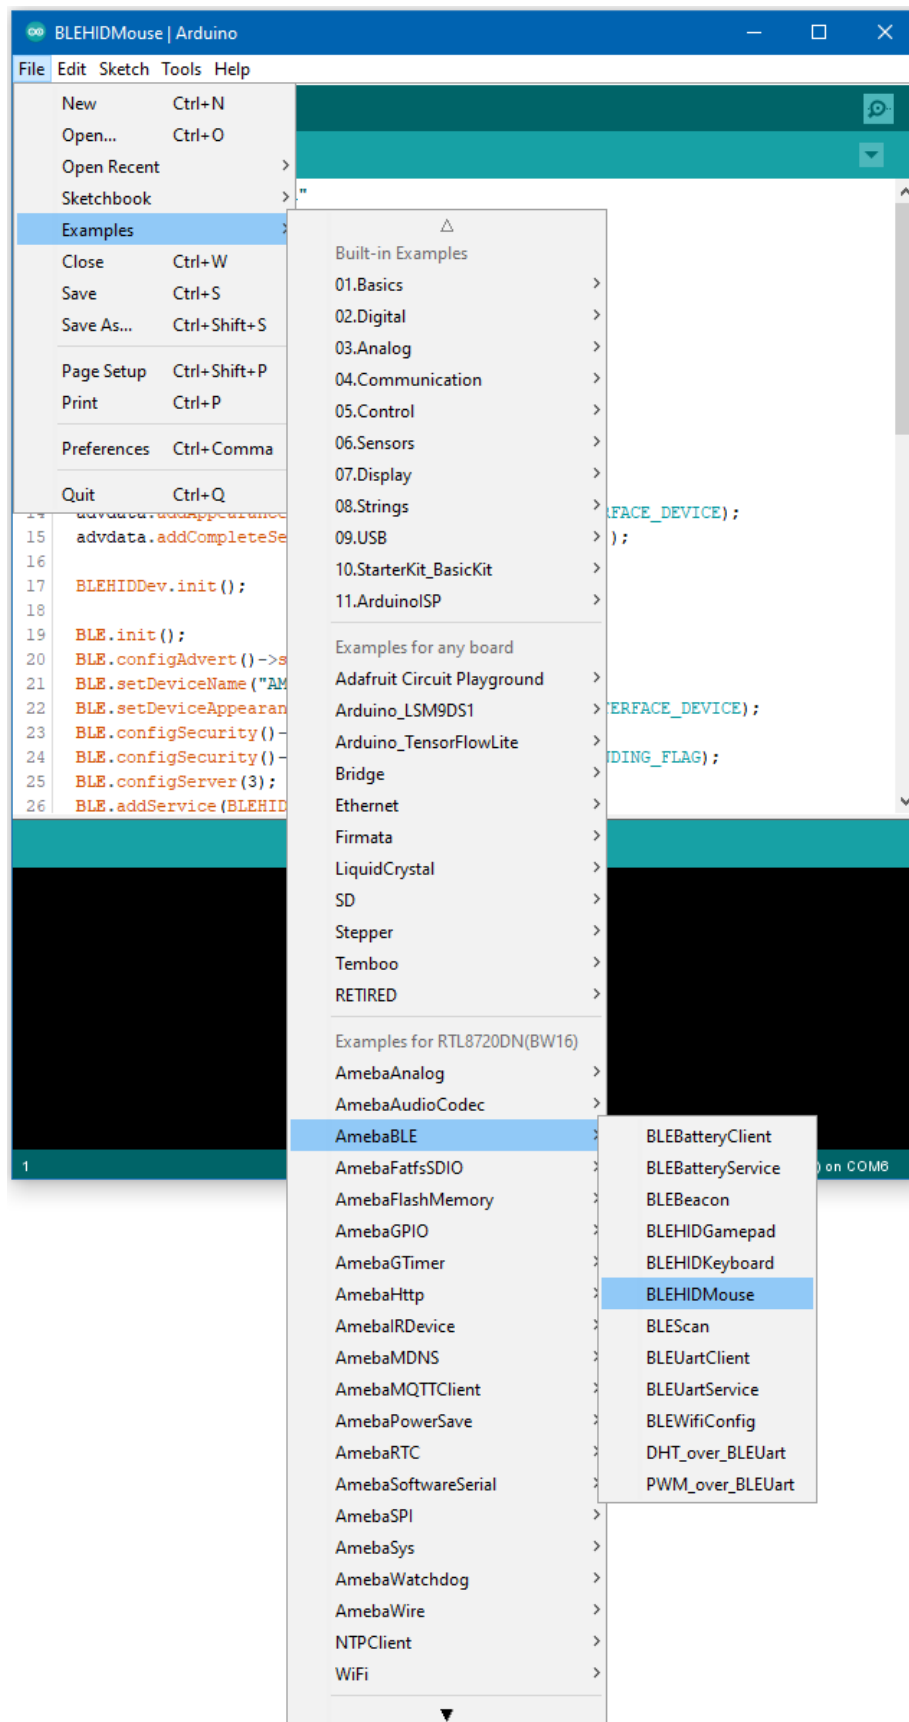 BLEHIDMouse | Arduino
File Edit Sketch Tools Help
New Ctrl+N
Open... Ctrl+O
Open Recent
Sketchbook
Examples
Close Ctrl+W
Save Ctrl+S
Save As... Ctrl+Shift+S
Page Setup Ctrl+Shift+P
Print Ctrl+P
Preferences Ctrl+Comma
Quit Ctrl+Q
Built-in Examples
01.Basics
02.Digital
03.Analog
04.Communication
05.Control
06.Sensors
07.Display
08.Strings
09.USB
10.StarterKit_BasicKit
11.ArduinoISP
Examples for any board
Adafruit Circuit Playground
Arduino_LSM9DS1
Arduino_TensorFlowLite
Bridge
Ethernet
Firmata
LiquidCrystal
SD
Stepper
Temboo
RETIRED
Examples for RTL8720DN(BW16)
AmebaAnalog
AmebaAudioCodec
AmebaBLE
AmebaFatfsSDIO
AmebaFlashMemory
AmebaGPIO
AmebaGTimer
AmebaHttp
AmebaIRDevice
AmebaMDNS
AmebaMQTTClient
AmebaPowerSave
AmebaRTC
AmebaSoftwareSerial
AmebaSPI
AmebaSys
AmebaWatchdog
AmebaWire
NTPClient
WiFi
BLEBatteryClient
BLEBatteryService
BLEBeacon
BLEHIDGamepad
BLEHIDKeyboard
BLEHIDMouse
BLEScan
BLEUartClient
BLEUartService
BLEWifiConfig
DHT_over_BLEUart
PWM_over_BLEUart
"
14 advdata.addAppearance RFACE_DEVICE);
15 advdata.addCompleteSe );
16
17 BLEHIDDev.init();
18
19 BLE.init();
20 BLE.configAdvert()->s
21 BLE.setDeviceName("AM
22 BLE.setDeviceAppearan TERFACE_DEVICE);
23 BLE.configSecurity()-
24 BLE.configSecurity()- NDING_FLAG);
25 BLE.configServer(3);
26 BLE.addService(BLEHID
1 ) on COM6